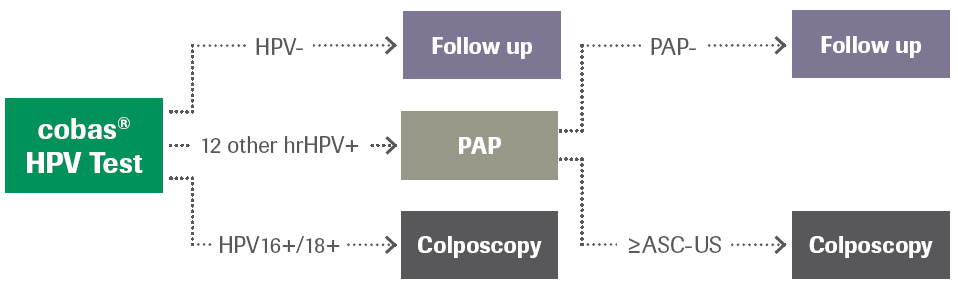 HPV-
Follow up
PAP-
Follow up
cobas®
HPV Test
12 other hrHPV+
PAP
HPV16+/18+
Colposcopy
≥ASC-US
Colposcopy